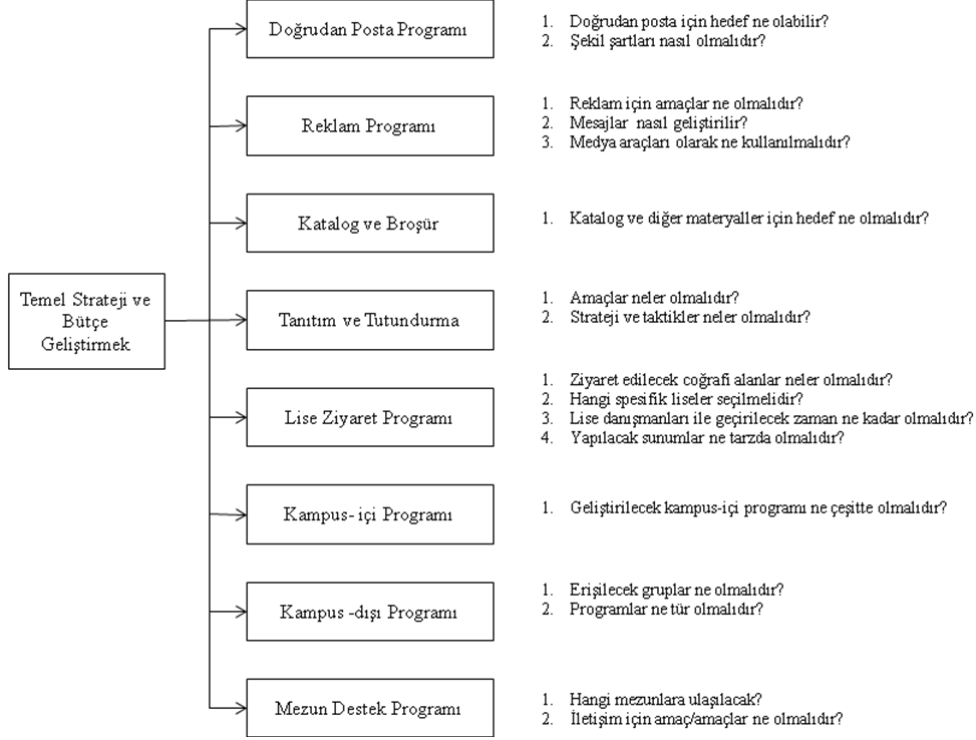 Doğrudan Posta Programı
1. Doğrudan posta için hedef ne olabilir?
2. Şekil şartları nasıl olmalıdır?
Reklam Programı
1. Reklam için amaçlar ne olmalıdır?
2. Mesajlar nasıl geliştirilir?
3. Medya araçları olarak ne kullanılmalıdır?
Katalog ve Broşür
1. Katalog ve diğer materyaller için hedef ne olmalıdır?
Temel Strateji ve
Bütçe
Geliştirmek
Tanıtım ve Tutundurma
1. Amaçlar neler olmalıdır?
2. Strateji ve taktikler neler olmalıdır?
Lise Ziyaret Programı
1. Ziyaret edilecek coğrafi alanlar neler olmalıdır?
2. Hangi spesifik liseler seçilmelidir?
3. Lise danışmanları ile geçirilecek zaman ne kadar olmalıdır?
4. Yapılacak sunumlar ne tarzda olmalıdır?
Kampus- içi Programı
1. Geliştirilecek kampus-içi programı ne çeşitte olmalıdır?
Kampus -dışı Programı
1. Erişilecek gruplar ne olmalıdır?
2. Programlar ne tür olmalıdır?
Mezun Destek Programı
1. Hangi mezunlara ulaşılacak?
2. İletişim için amaç/amaçlar ne olmalıdır?